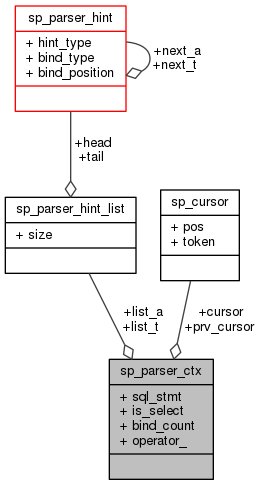 sp_parser_hint
+ hint_type
+ bind_type
+ bind_position
+next_a
+next_t
+head
+tail
sp_parser_hint_list
+ size
sp_cursor
+ pos
+ token
+list_a
+list_t
+cursor
+prv_cursor
sp_parser_ctx
+ sql_stmt
+ is_select
+ bind_count
+ operator_